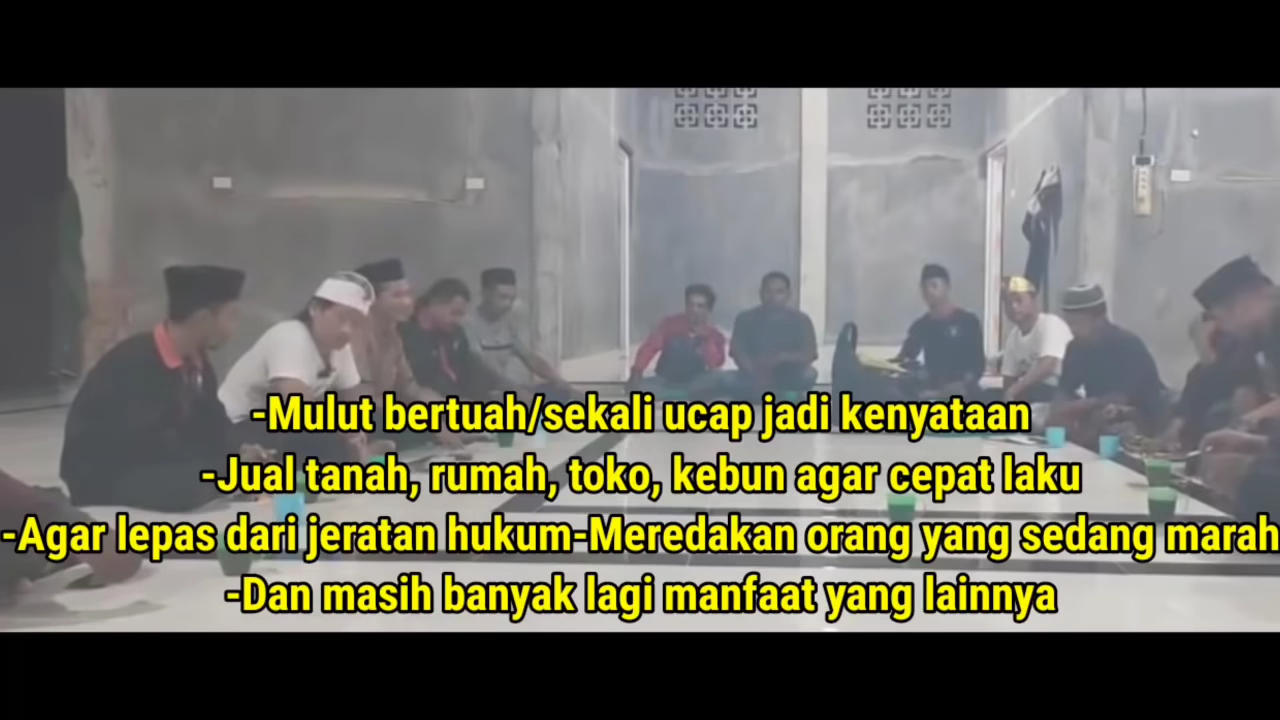 -Mulut bertuah/sekali ucap jadi kenyataan
-Jual tanah, rumah, toko, kebun agar cepat laku
-Agar lepas dari jeratan hukum-Meredakan orang yang sedang marah
-Dan masih banyak lagi manfaat yang lainnya